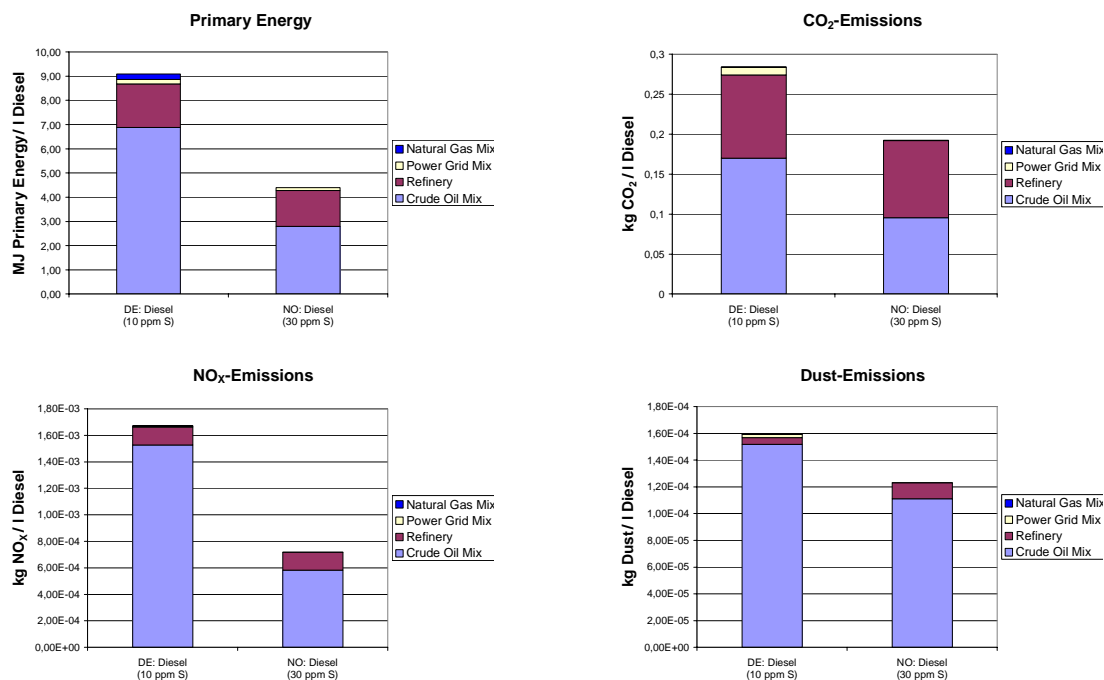 Primary Energy
MJ Primary Energy / l Diesel
10,00
9,00
8,00
7,00
6,00
5,00
4,00
3,00
2,00
1,00
0,00
DE: Diesel
(10 ppm S)
NO: Diesel
(30 ppm S)
Natural Gas Mix
Power Grid Mix
Refinery
Crude Oil Mix
CO₂-Emissions
kg CO₂ / l Diesel
0,3
0,25
0,2
0,15
0,1
0,05
0
DE: Diesel
(10 ppm S)
NO: Diesel
(30 ppm S)
Natural Gas Mix
Power Grid Mix
Refinery
Crude Oil Mix
NOX-Emissions
kg NOX / l Diesel
1,80E-03
1,60E-03
1,40E-03
1,20E-03
1,00E-03
8,00E-04
6,00E-04
4,00E-04
2,00E-04
0,00E+00
DE: Diesel
(10 ppm S)
NO: Diesel
(30 ppm S)
Natural Gas Mix
Power Grid Mix
Refinery
Crude Oil Mix
Dust-Emissions
kg Dust / l Diesel
1,80E-04
1,60E-04
1,40E-04
1,20E-04
1,00E-04
8,00E-05
6,00E-05
4,00E-05
2,00E-05
0,00E+00
DE: Diesel
(10 ppm S)
NO: Diesel
(30 ppm S)
Natural Gas Mix
Power Grid Mix
Refinery
Crude Oil Mix